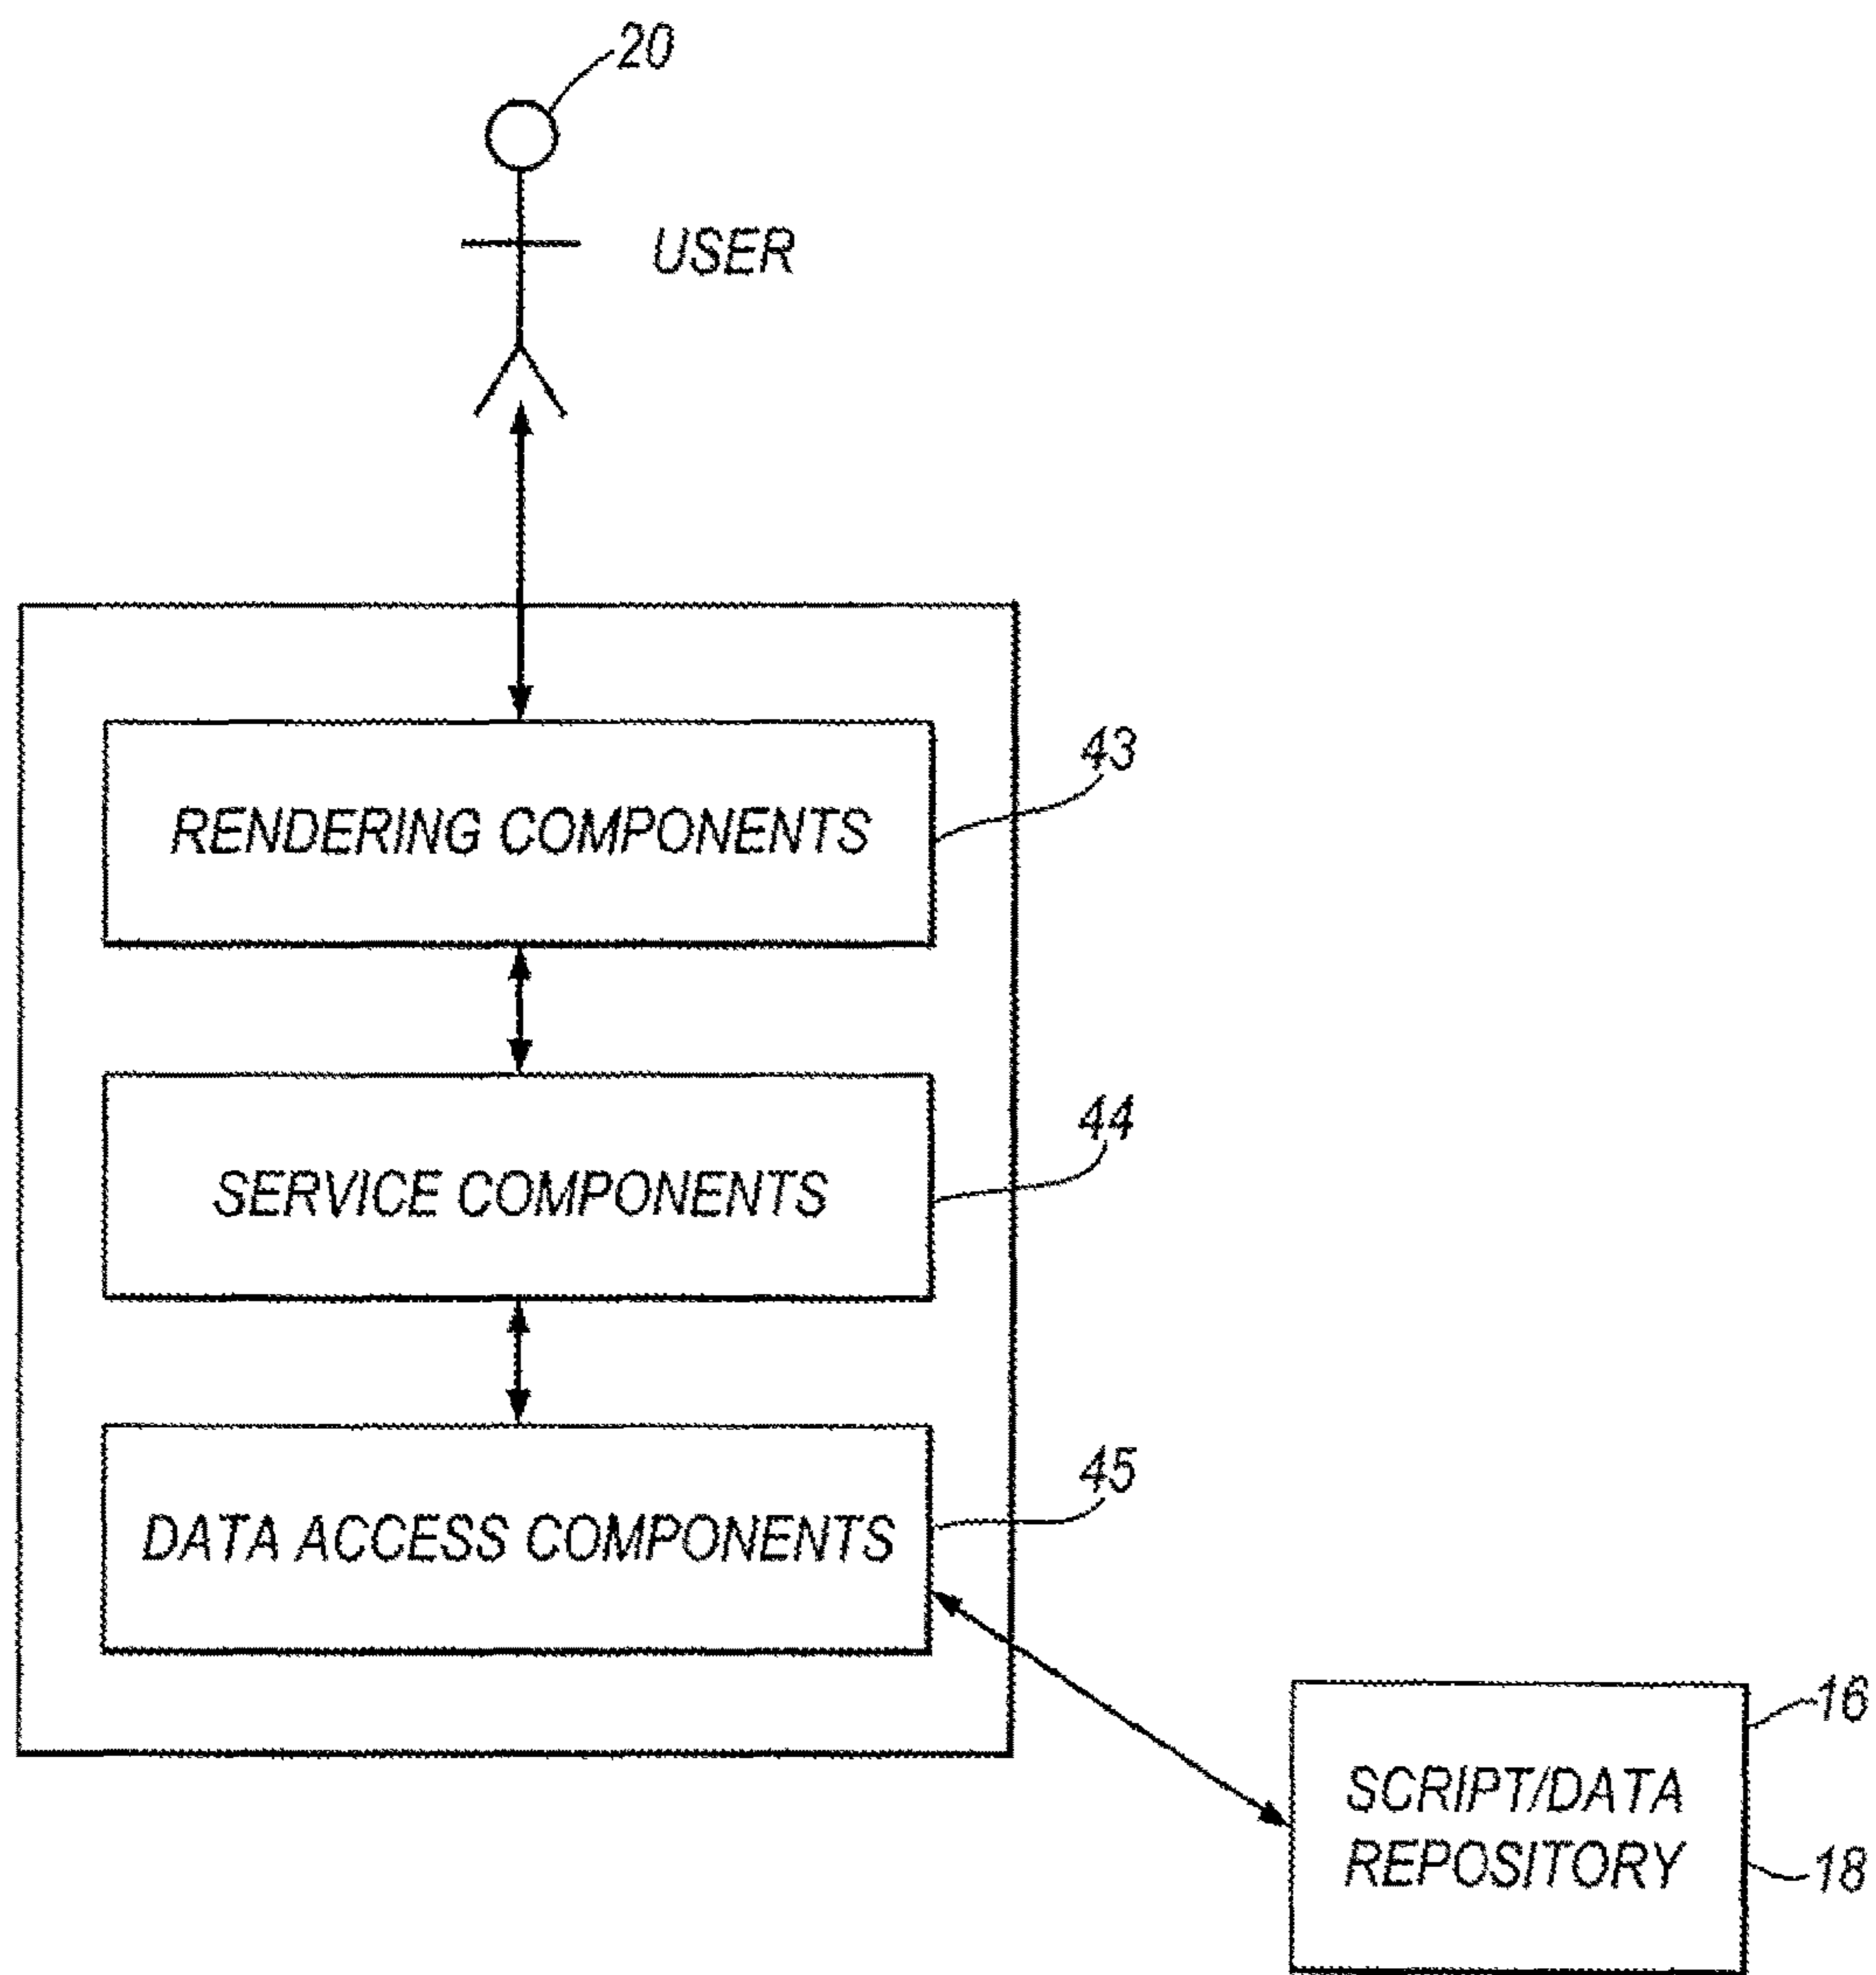 20
USER
43
RENDERING COMPONENTS
44
SERVICE COMPONENTS
45
DATA ACCESS COMPONENTS
16
SCRIPT/DATA
REPOSITORY
18